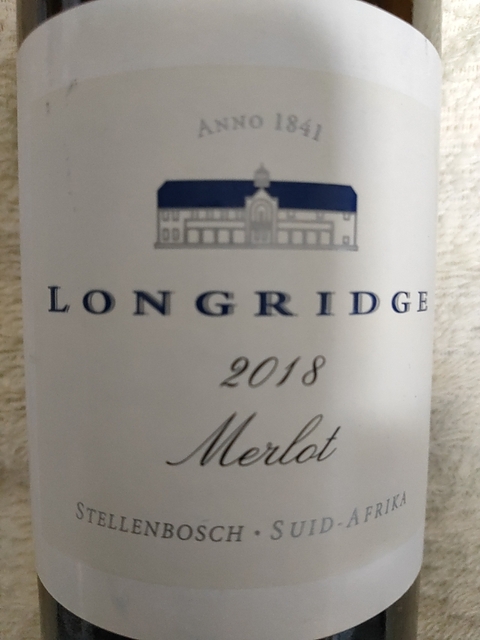 ANNO 1841
LONGRIDGE
2018
Merlot
STELLENBOSCH · SUID-AFRIKA